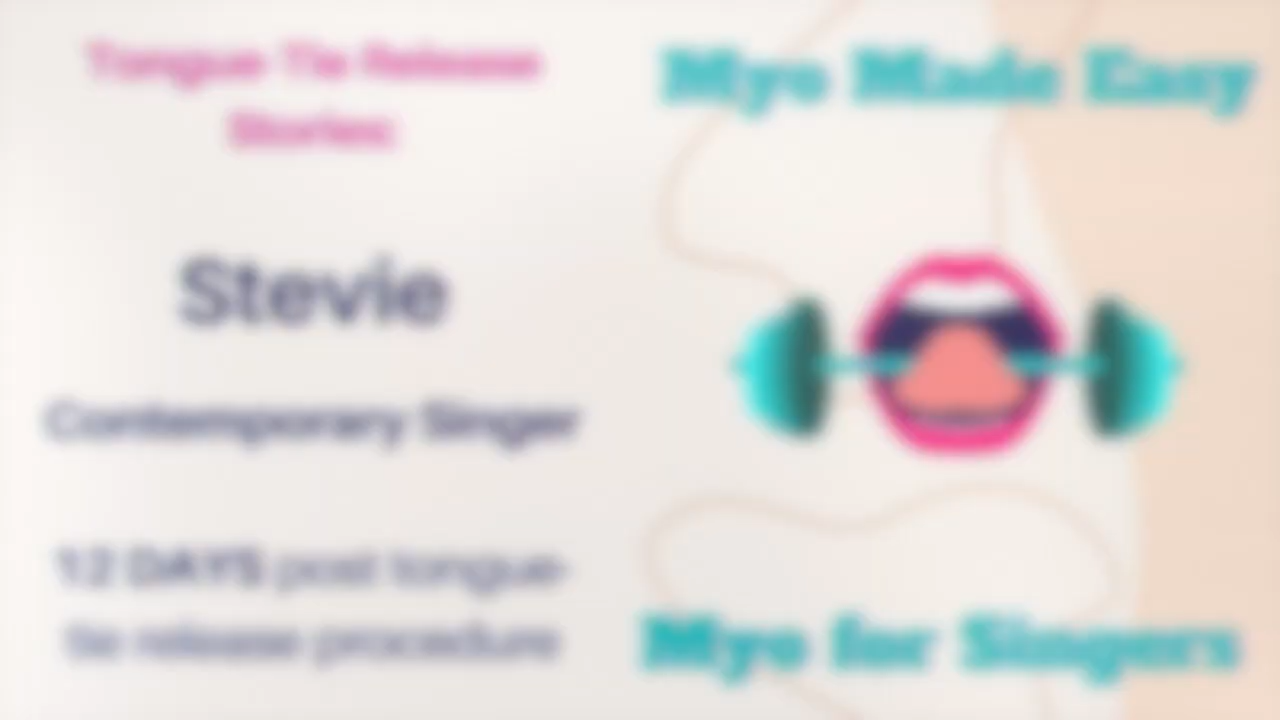 Tongue-Tie Release
Stories:
Stevie
Contemporary Singer
12 DAYS post tongue-
tie release procedure
Myo Made Easy
Myo for Singers